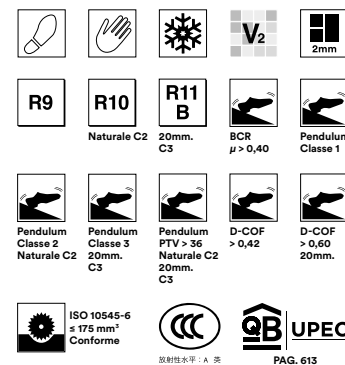 V2
2mm
R9
R10
R11
B
Naturale C2
20mm.
C3
BCR
μ > 0,40
Pendulum
Classe 1
Pendulum
Classe 2
Naturale C2
Pendulum
Classe 3
20mm.
C3
Pendulum
PTV > 36
Naturale C2
20mm.
C3
D-COF
> 0,42
D-COF
> 0,60
20mm.
ISO 10545-6
≤ 175 mm³
Conforme
CCC
放射性水平：A 类
QB UPEC
PAG. 613